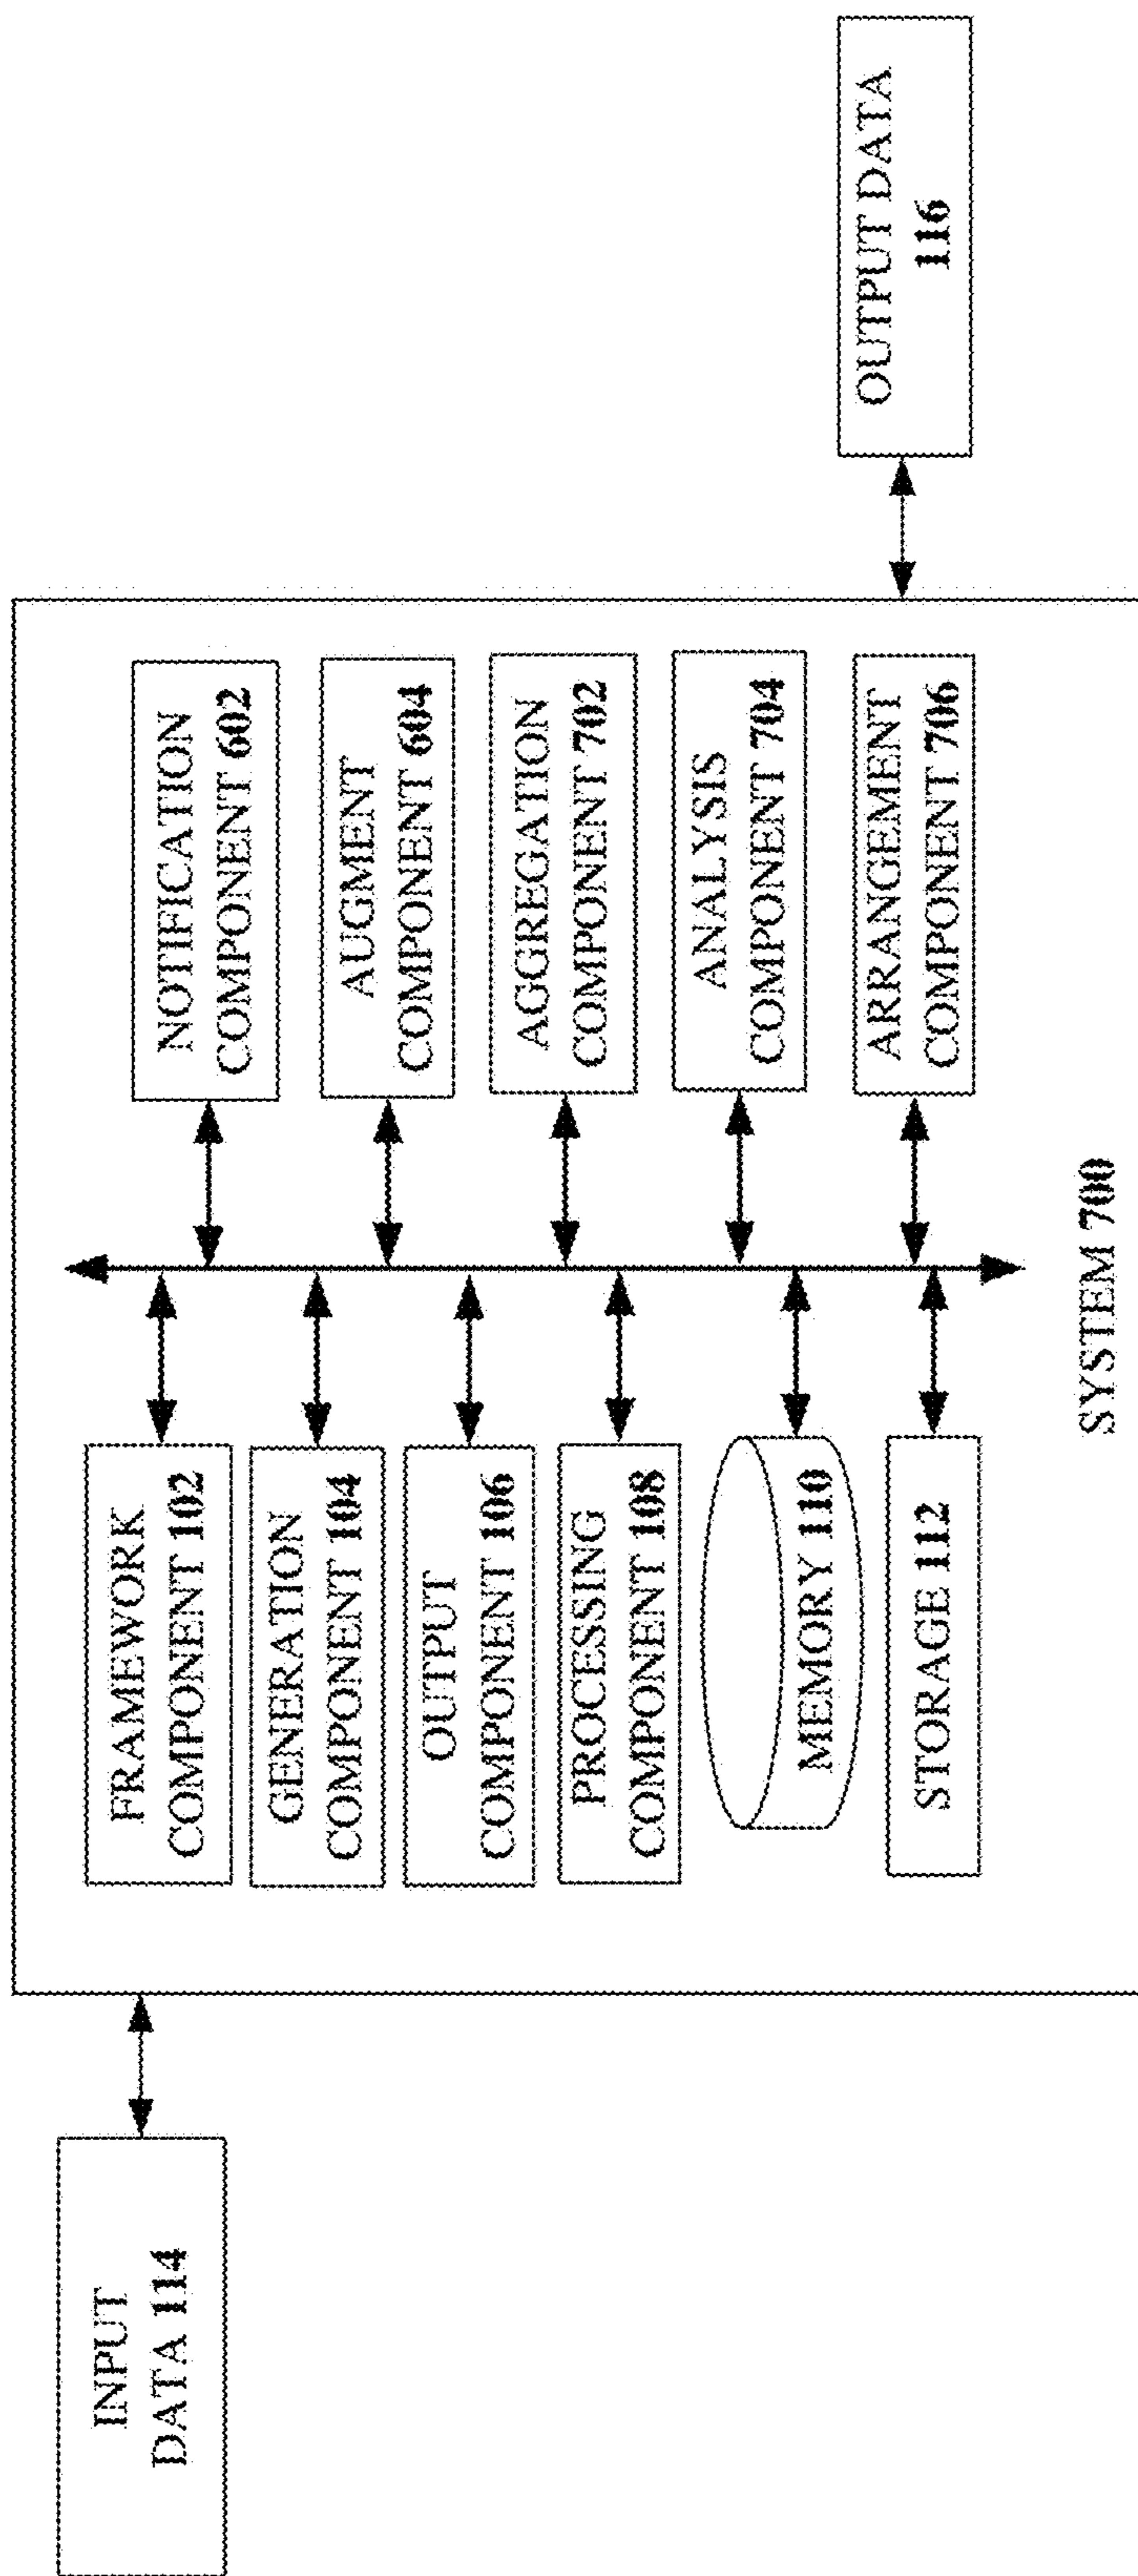 INPUT
DATA 114
FRAMEWORK
COMPONENT 102
GENERATION
COMPONENT 104
OUTPUT
COMPONENT 106
PROCESSING
COMPONENT 108
MEMORY 110
STORAGE 112
NOTIFICATION
COMPONENT 602
AUGMENT
COMPONENT 604
AGGREGATION
COMPONENT 702
ANALYSIS
COMPONENT 704
ARRANGEMENT
COMPONENT 706
SYSTEM 700
OUTPUT DATA
116